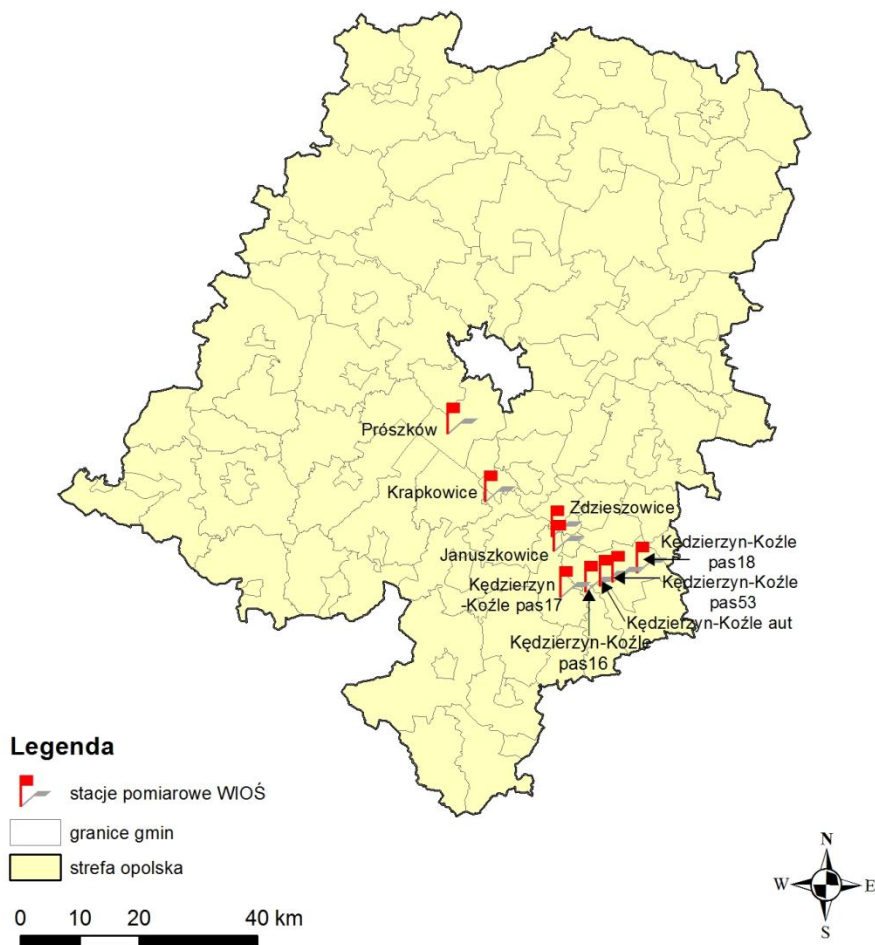 Prószków
Krapkowice
Zdzieszowice
Januszkowice
Kędzierzyn-Koźle
pas18
Kędzierzyn
-Koźle pas17
Kędzierzyn-Koźle
pas53
Kędzierzyn-Koźle aut
Kędzierzyn-Koźle
pas16
Legenda
stacje pomiarowe WIOŚ
granice gmin
strefa opolska
0 10 20 40 km
N
W E
S